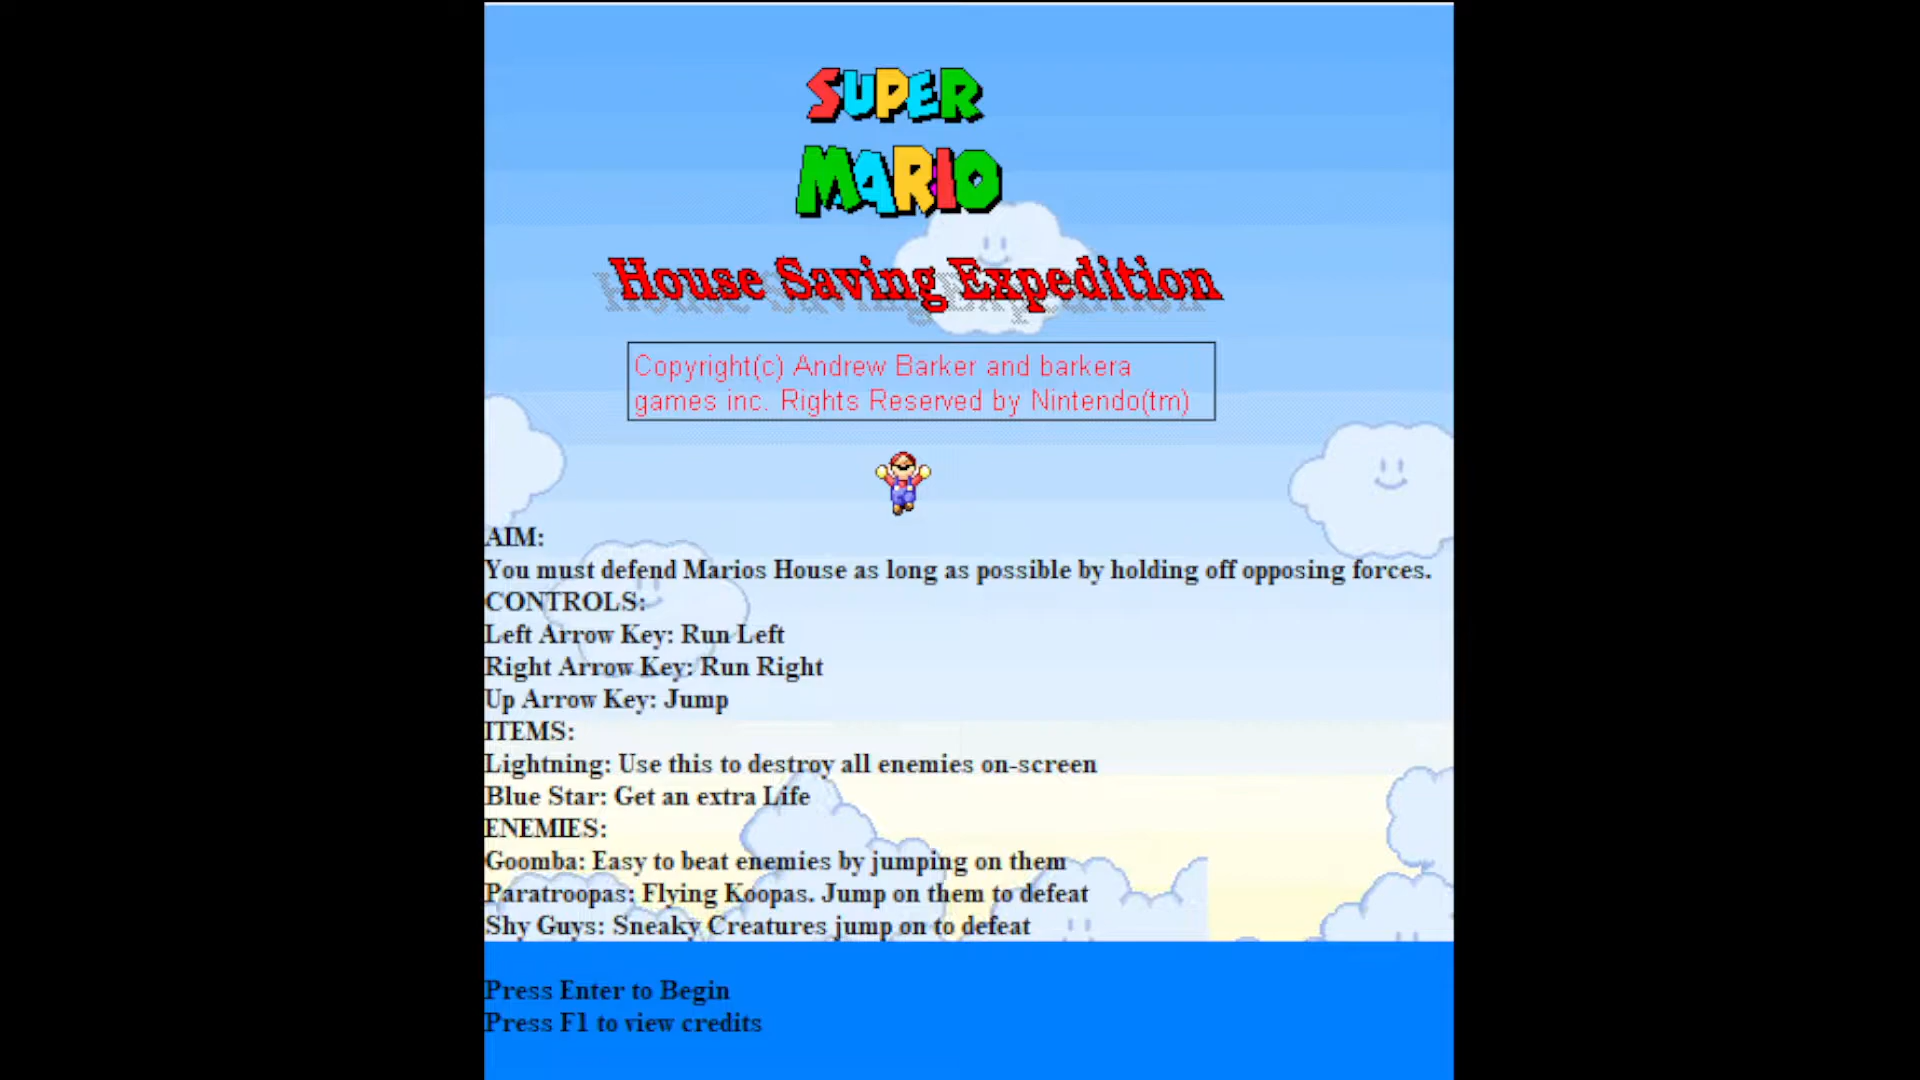 SUPER
MARIO
House Saving Expedition
Copyright(c) Andrew Barker and barkera
games inc. Rights Reserved by Nintendo(tm)
AIM:
You must defend Marios House as long as possible by holding off opposing forces.
CONTROLS:
Left Arrow Key: Run Left
Right Arrow Key: Run Right
Up Arrow Key: Jump
ITEMS:
Lightning: Use this to destroy all enemies on-screen
Blue Star: Get an extra Life
ENEMIES:
Goomba: Easy to beat enemies by jumping on them
Paratroopas: Flying Koopas. Jump on them to defeat
Shy Guys: Sneaky Creatures jump on to defeat
Press Enter to Begin
Press F1 to view credits